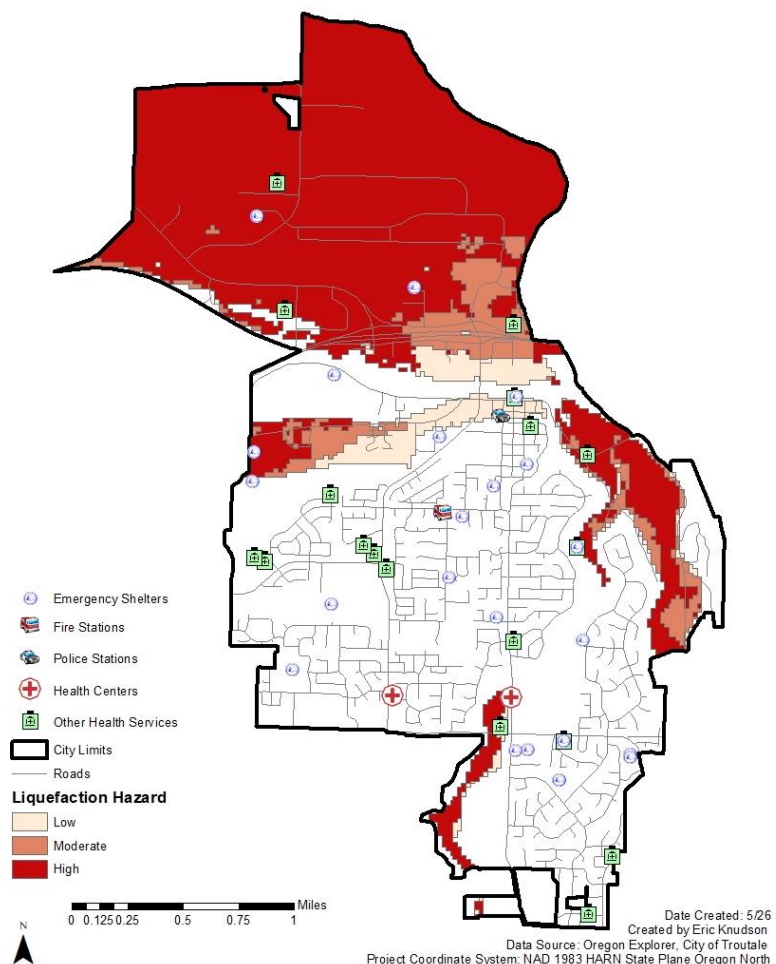 Emergency Shelters
Fire Stations
Police Stations
Health Centers
Other Health Services
City Limits
Roads
Liquefaction Hazard
Low
Moderate
High
Miles
0 0.125 0.25 0.5 0.75 1
N
Date Created: 5/26
Created by Eric Knudson
Data Source: Oregon Explorer, City of Troutale
Project Coordinate System: NAD 1983 HARN State Plane Oregon North